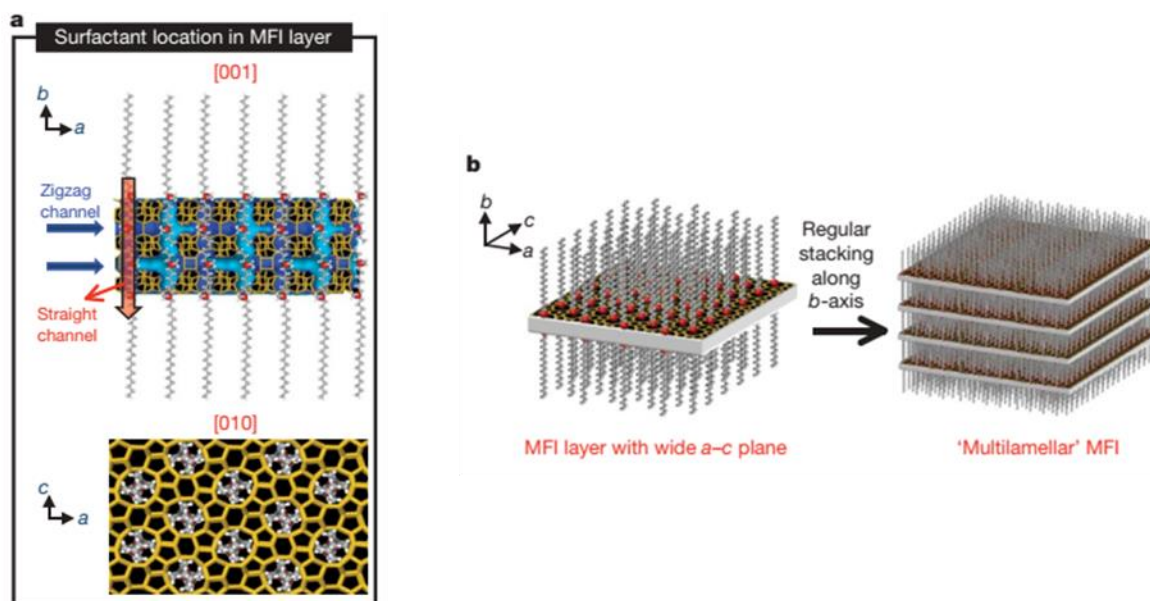 a
Surfactant location in MFI layer
[001]
b
a
Zigzag
channel
Straight
channel
[010]
c
a
b
b
c
a
Regular
stacking
along
b-axis
MFI layer with wide a–c plane
‘Multilamellar’ MFI